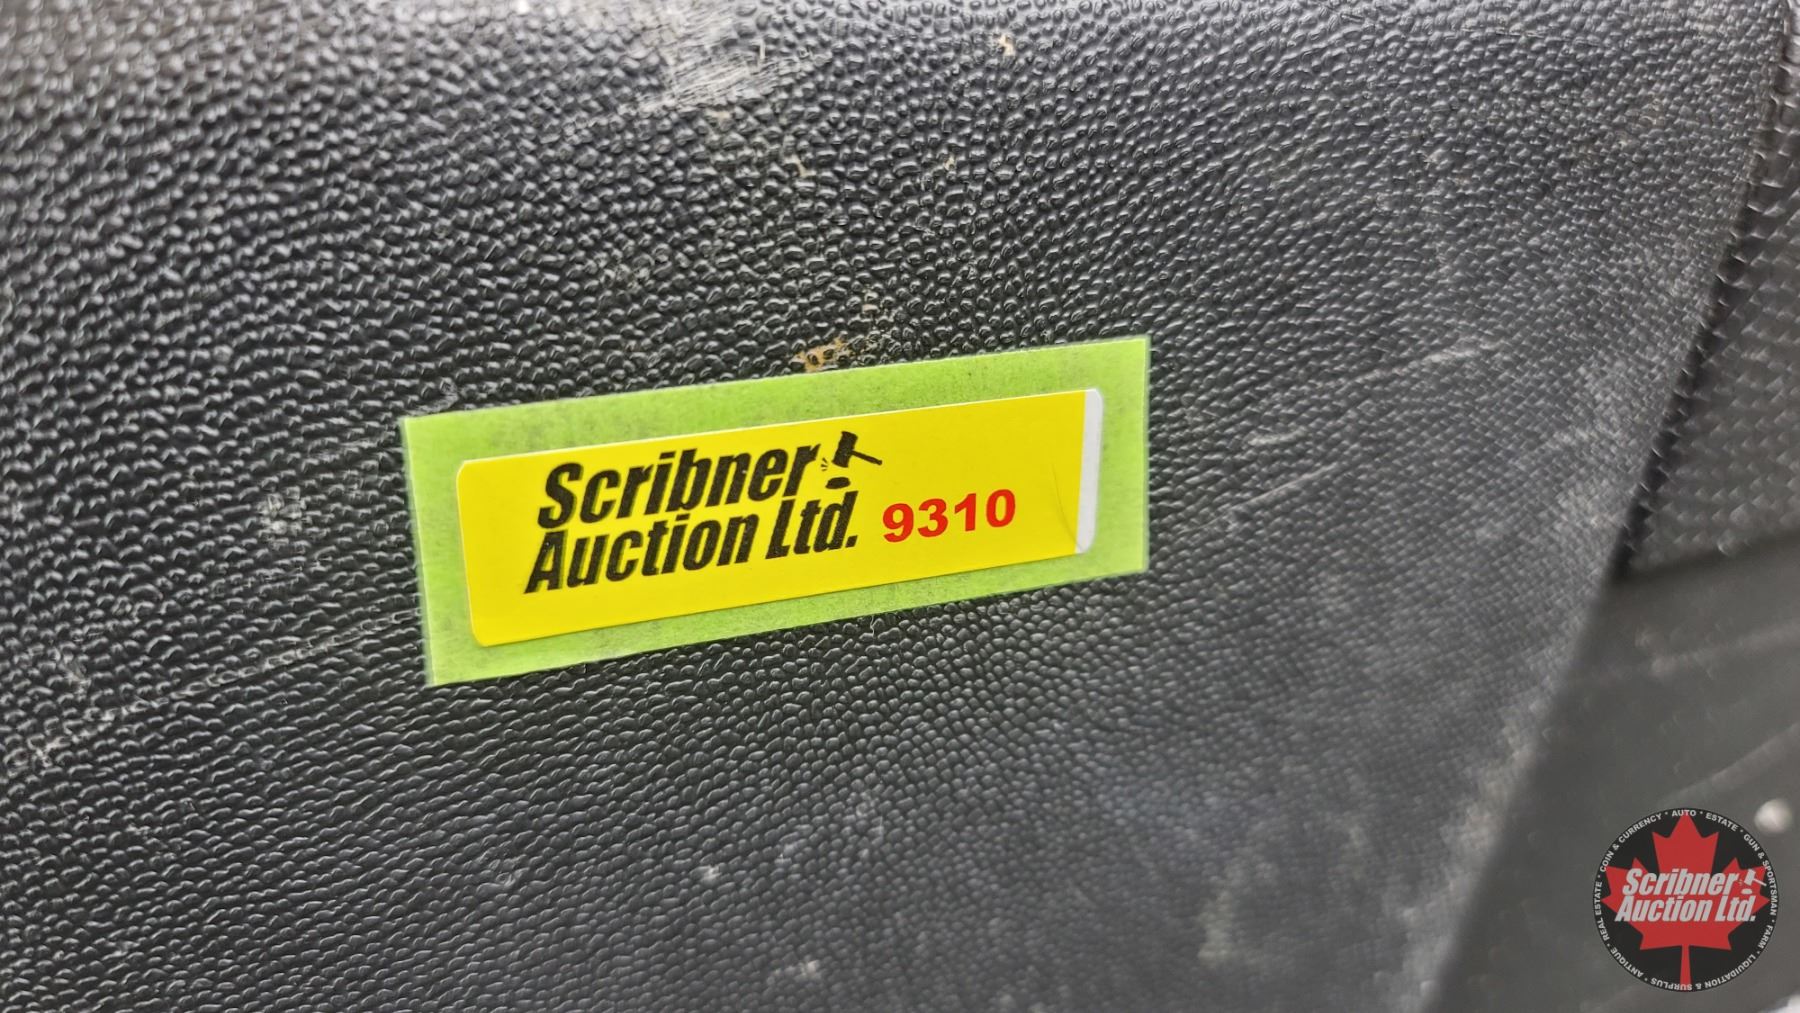 Scribner
Auction Ltd. 9310
COIN & CURRENCY • AUTO • ESTATE • GUN & SPORTSMAN • FARM • LIQUIDATION & SURPLUS • ANTIQUE • REAL ESTATE •
Scribner
Auction Ltd.